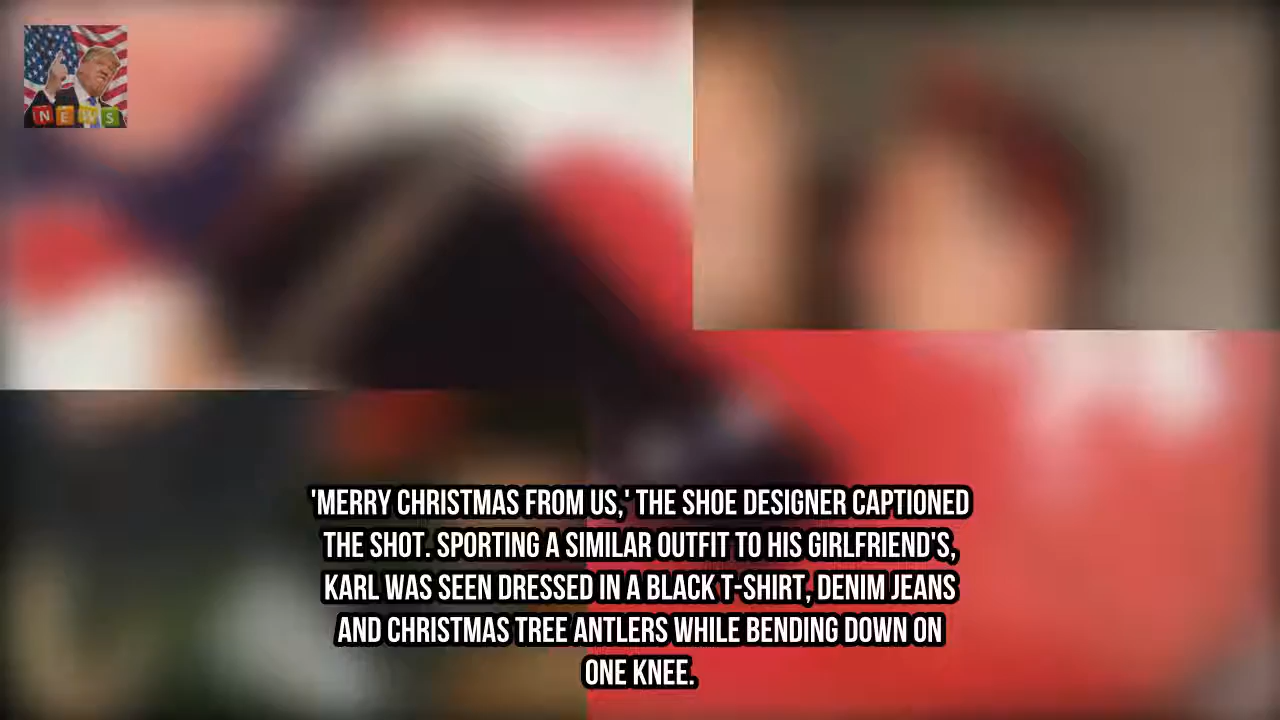 NEWS
'MERRY CHRISTMAS FROM US,' THE SHOE DESIGNER CAPTIONED
THE SHOT. SPORTING A SIMILAR OUTFIT TO HIS GIRLFRIEND'S,
KARL WAS SEEN DRESSED IN A BLACK T-SHIRT, DENIM JEANS
AND CHRISTMAS TREE ANTLERS WHILE BENDING DOWN ON
ONE KNEE.